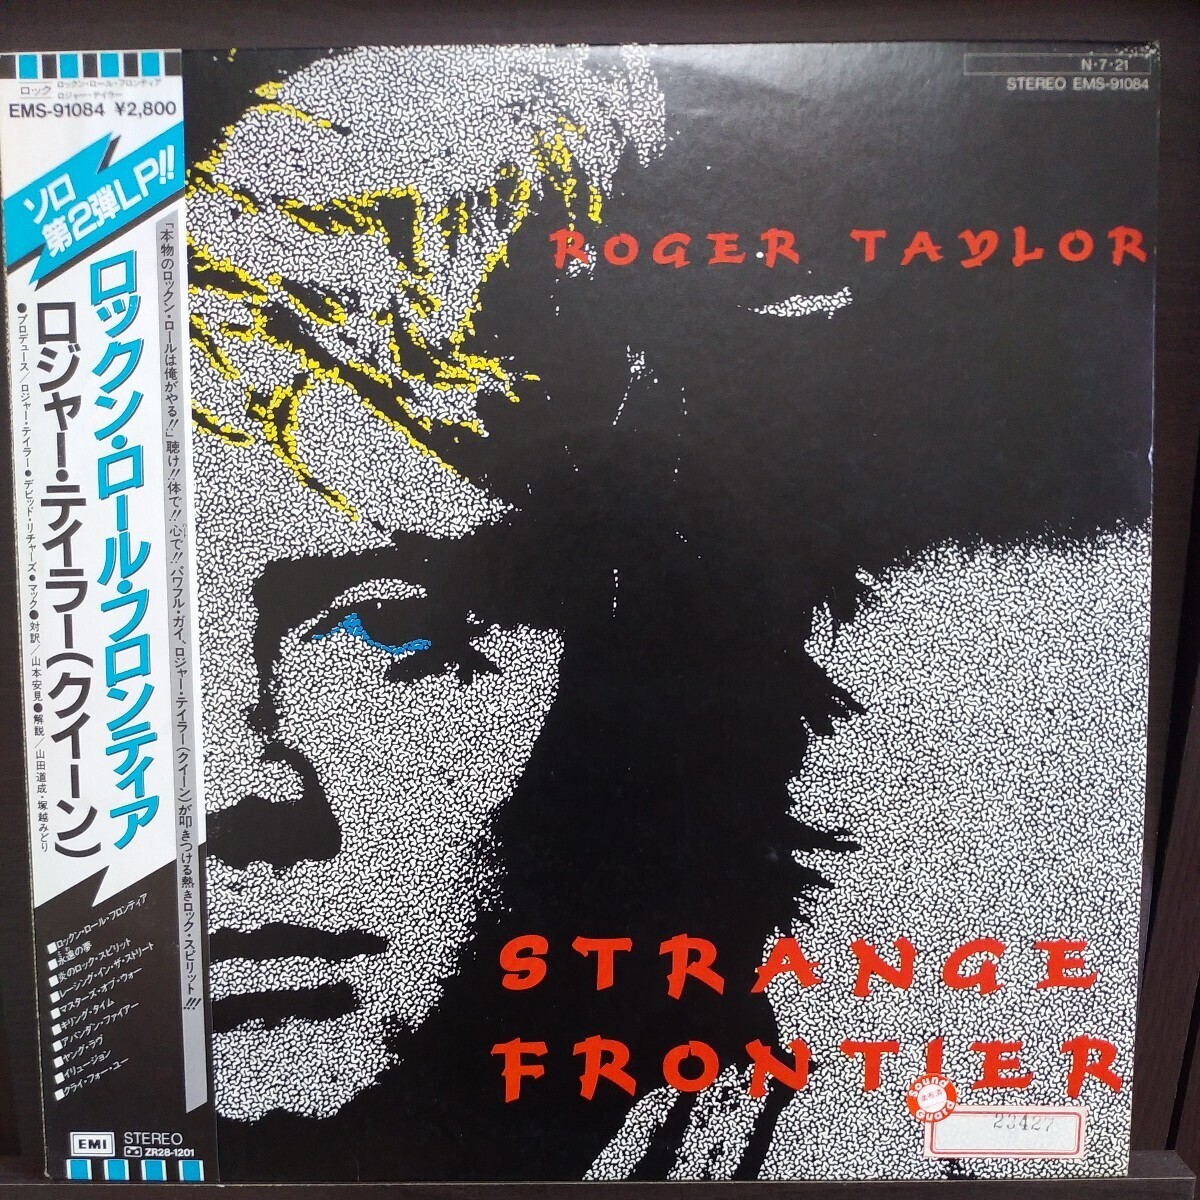 ロック
ロックン・ロール・フロンティア
ロジャー・テイラー
EMS-91084 ¥2,800
ソロ
第2弾LP!!
ロックン・ロール・フロンティア
ロジャー・テイラー(クィーン)
●プロデュース/ロジャー・テイラー●デビッド・リチャーズ●マック●対訳/山本安見●解説/山田道成・塚越みどり
「本物のロックン・ロールは俺がやる!!」聴け!!体で!!心で!!パワフル・ガイ、ロジャー・テイラー(クイーン)が叩きつける熱きロック・スピリット!!!
■ロックン・ロール・フロンティア
■永遠の夢
■炎のロック・スピリット
■レーシング・イン・ザ・ストリート
■マスターズ・オブ・ウォー
■キリング・タイム
■アバンダン・ファイアー
■ヤング・ラヴ
■イリュージョン
■クライ・フォー・ユー
EMI STEREO
ZR28-1201
N・7・21
STEREO EMS-91084
ROGER TAYLOR
STRANGE
FRONTIER
Sound
Guard
23427